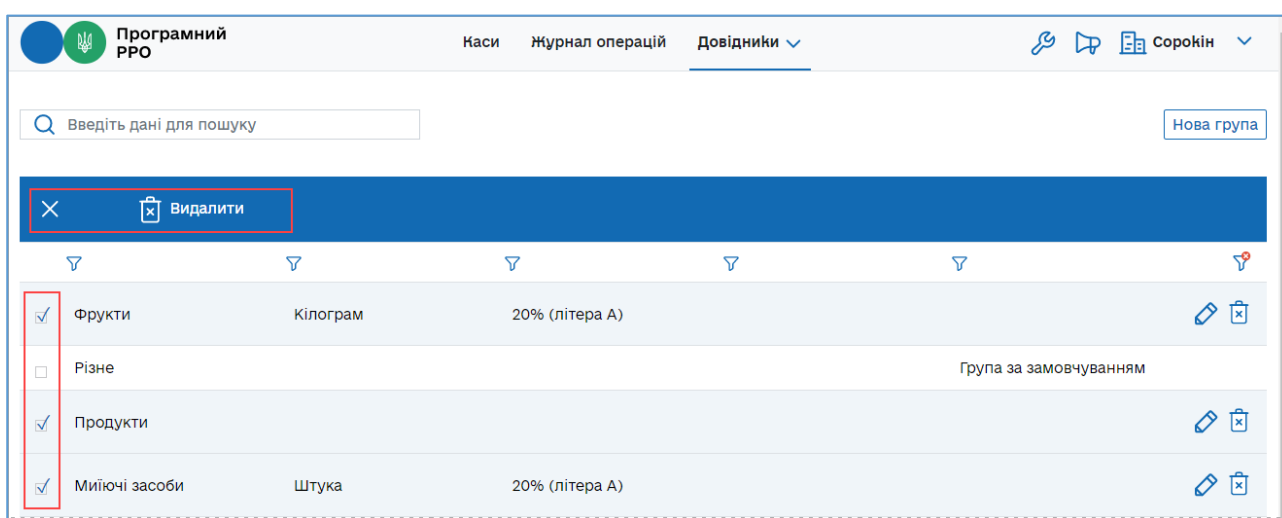 Програмний
РРО
Каси Журнал операцій Довідники Сорокін
Введіть дані для пошуку
Нова група
Видалити
Фрукти Кілограм 20% (літера А)
Різне Група за замовчуванням
Продукти
Миїючі засоби Штука 20% (літера А)